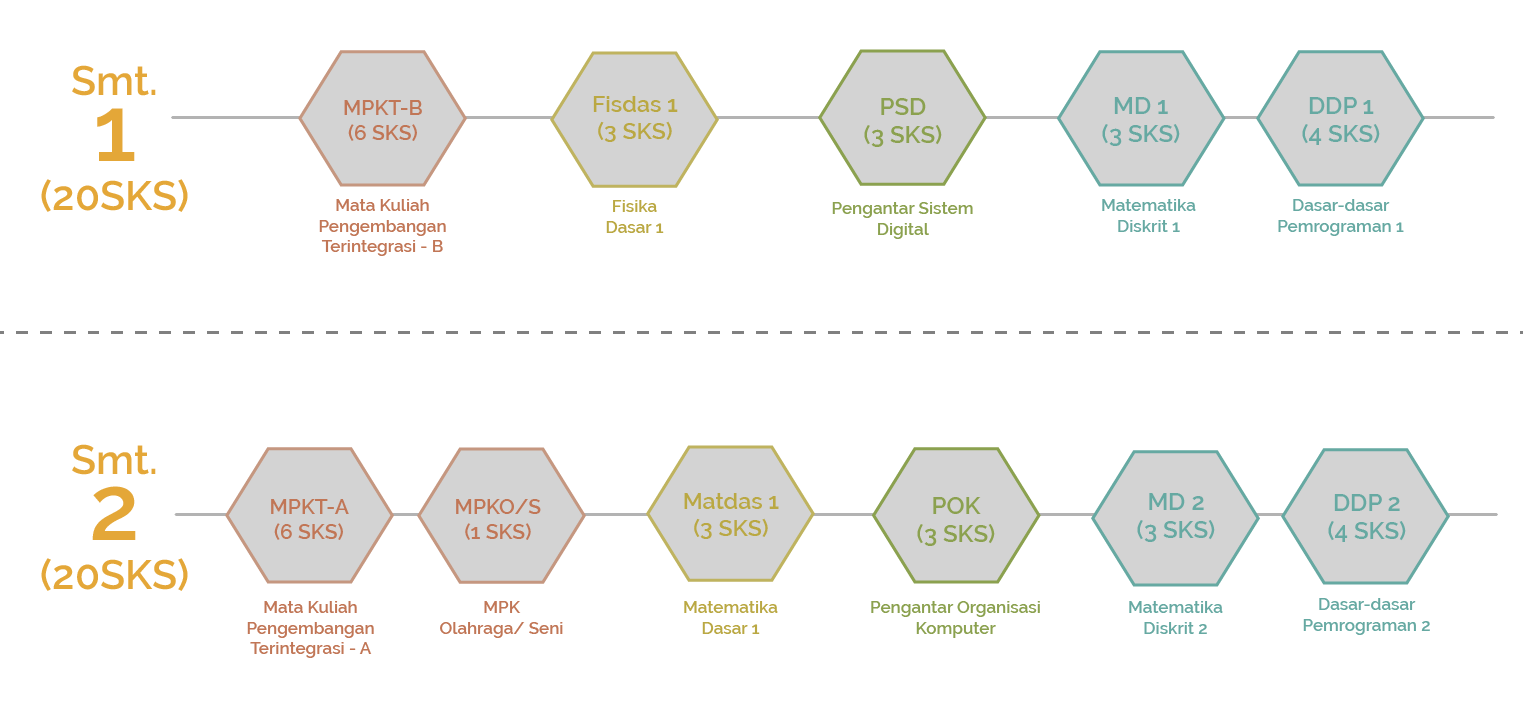 Smt.
1
(20SKS)
MPKT-B
(6 SKS)
Mata Kuliah
Pengembangan
Terintegrasi - B
Fisdas 1
(3 SKS)
Fisika
Dasar 1
PSD
(3 SKS)
Pengantar Sistem
Digital
MD 1
(3 SKS)
Matematika
Diskrit 1
DDP 1
(4 SKS)
Dasar-dasar
Pemrograman 1
Smt.
2
(20SKS)
MPKT-A
(6 SKS)
Mata Kuliah
Pengembangan
Terintegrasi - A
MPKO/S
(1 SKS)
MPK
Olahraga/ Seni
Matdas 1
(3 SKS)
Matematika
Dasar 1
POK
(3 SKS)
Pengantar Organisasi
Komputer
MD 2
(3 SKS)
Matematika
Diskrit 2
DDP 2
(4 SKS)
Dasar-dasar
Pemrograman 2